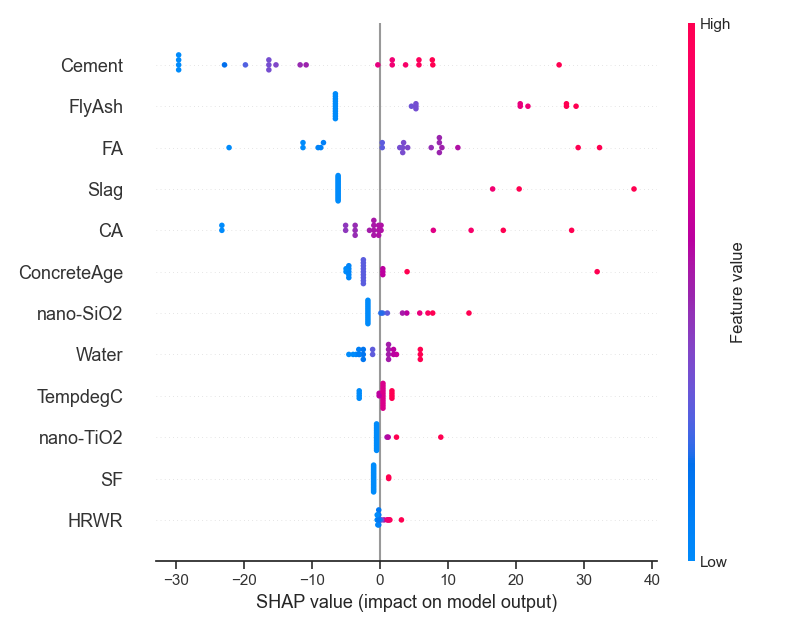 High
Cement
FlyAsh
FA
Slag
CA
ConcreteAge
nano-SiO2
Water
TempdegC
nano-TiO2
SF
HRWR
Feature value
Low
−30 −20 −10 0 10 20 30 40
SHAP value (impact on model output)